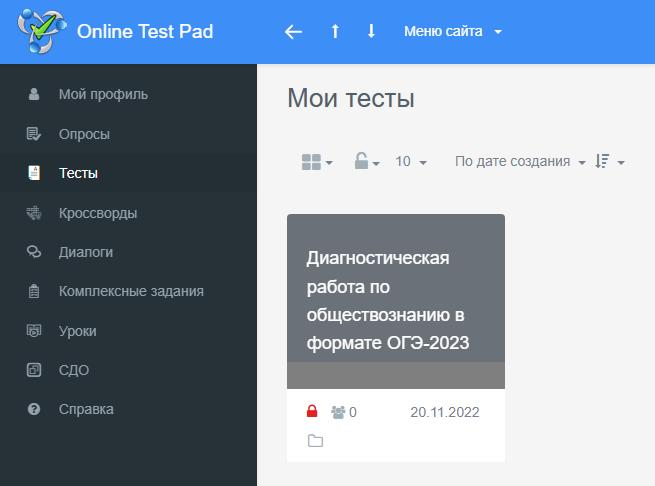 Online Test Pad
Меню сайта
Мой профиль
Опросы
Тесты
Кроссворды
Диалоги
Комплексные задания
Уроки
СДО
Справка
Мои тесты
10
По дате создания
Диагностическая
работа по
обществознанию в
формате ОГЭ-2023
0
20.11.2022